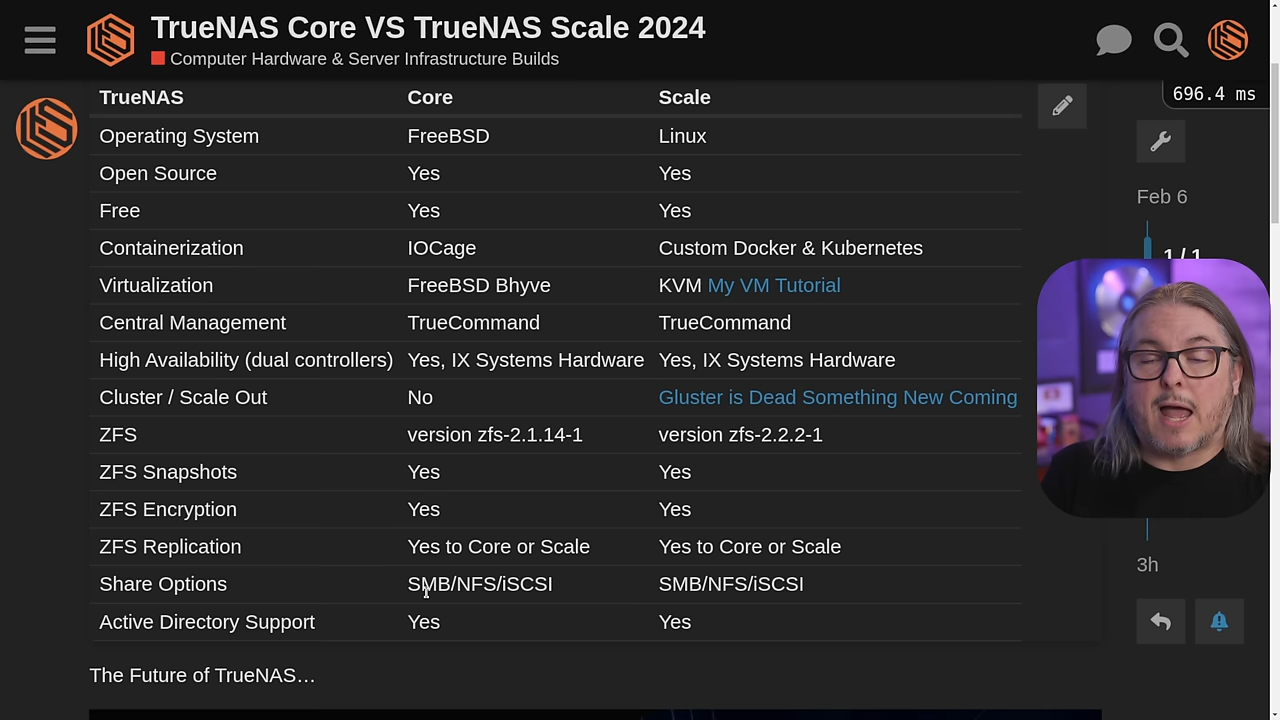 TrueNAS Core VS TrueNAS Scale 2024
Computer Hardware & Server Infrastructure Builds
696.4 ms
TrueNAS Core Scale
Operating System FreeBSD Linux
Open Source Yes Yes
Free Yes Yes
Containerization IOCage Custom Docker & Kubernetes
Virtualization FreeBSD Bhyve KVM My VM Tutorial
Central Management TrueCommand TrueCommand
High Availability (dual controllers) Yes, IX Systems Hardware Yes, IX Systems Hardware
Cluster / Scale Out No Gluster is Dead Something New Coming
ZFS version zfs-2.1.14-1 version zfs-2.2.2-1
ZFS Snapshots Yes Yes
ZFS Encryption Yes Yes
ZFS Replication Yes to Core or Scale Yes to Core or Scale
Share Options SMB/NFS/iSCSI SMB/NFS/iSCSI
Active Directory Support Yes Yes
The Future of TrueNAS…
Feb 6
1 / 1
3h